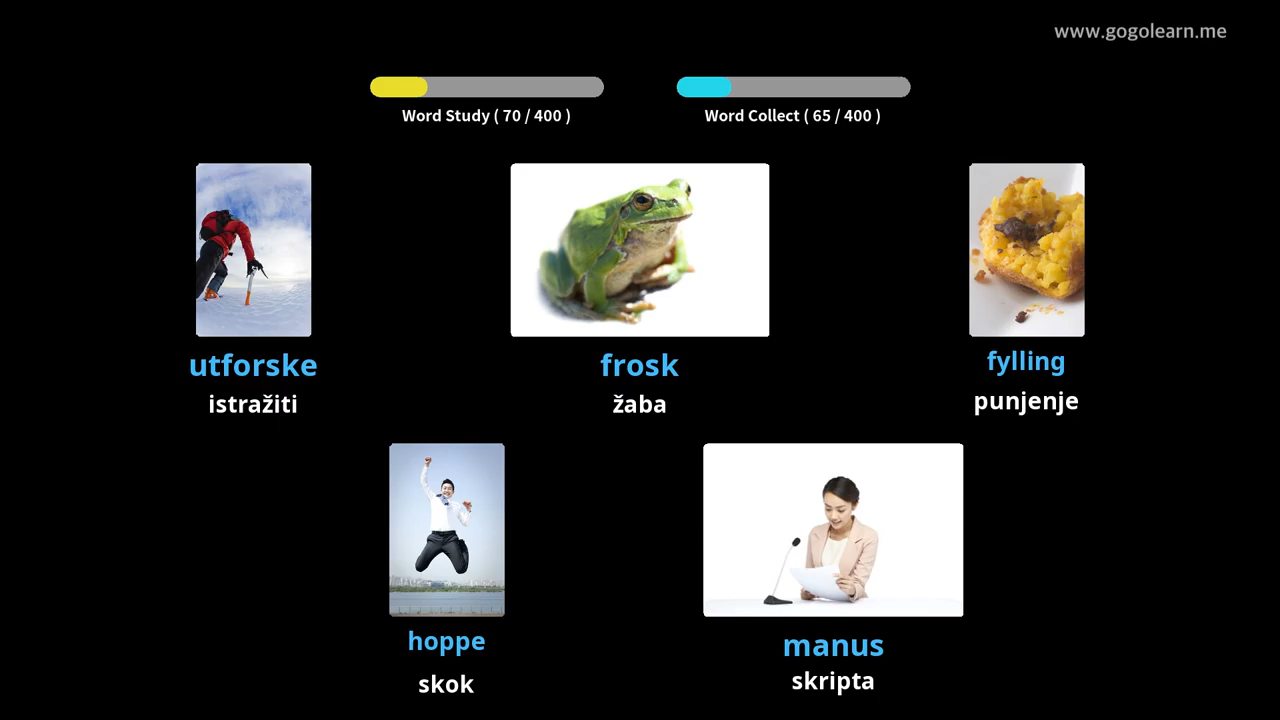 www.gogolearn.me
Word Study ( 70 / 400 )
Word Collect ( 65 / 400 )
utforske
istražiti
frosk
žaba
fylling
punjenje
hoppe
skok
manus
skripta